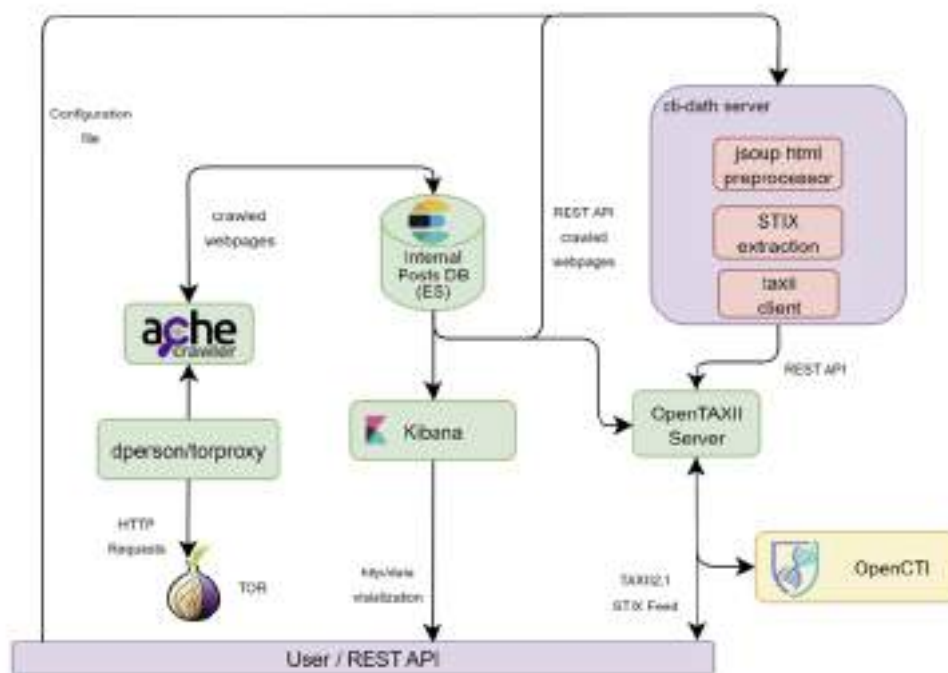 Configuration
file
cti-dath server
jsoup html
preprocessor
STIX
extraction
taxii
client
crawled
webpages
REST API
crawled
webpages
Internal
Posts DB
(ES)
ache
crawler
REST API
OpenTAXII
Server
Kibana
dperson/torproxy
HTTP
Requests
TOR
visialization
TAXII2.1
STIX Feed
OpenCTI
User / REST API